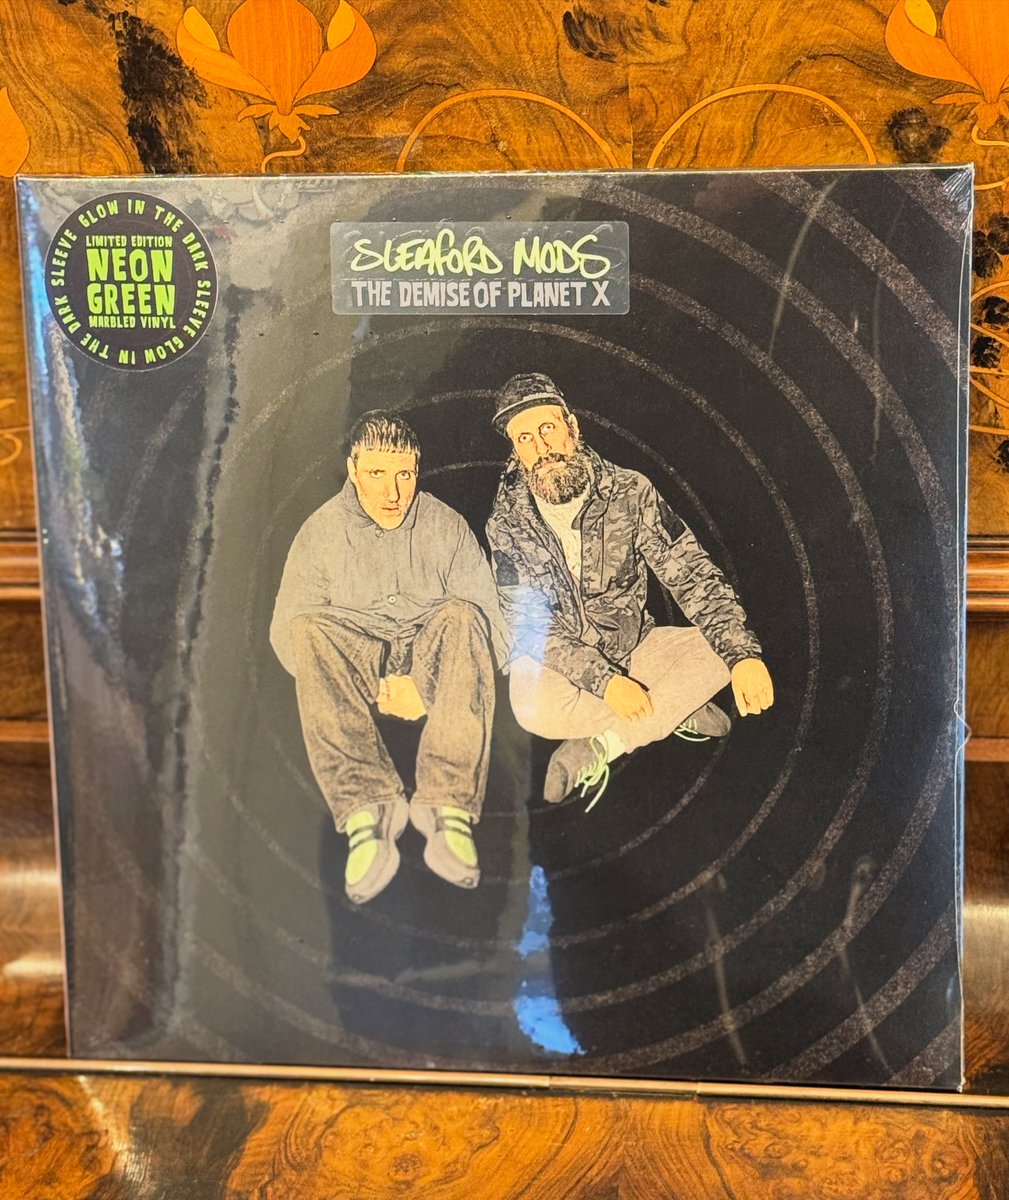 GLOW IN THE DARK SLEEVE GLOW IN THE DARK SLEEVE
LIMITED EDITION
NEON
GREEN
MARBLED VINYL
SLEAFORD MODS
THE DEMISE OF PLANET X